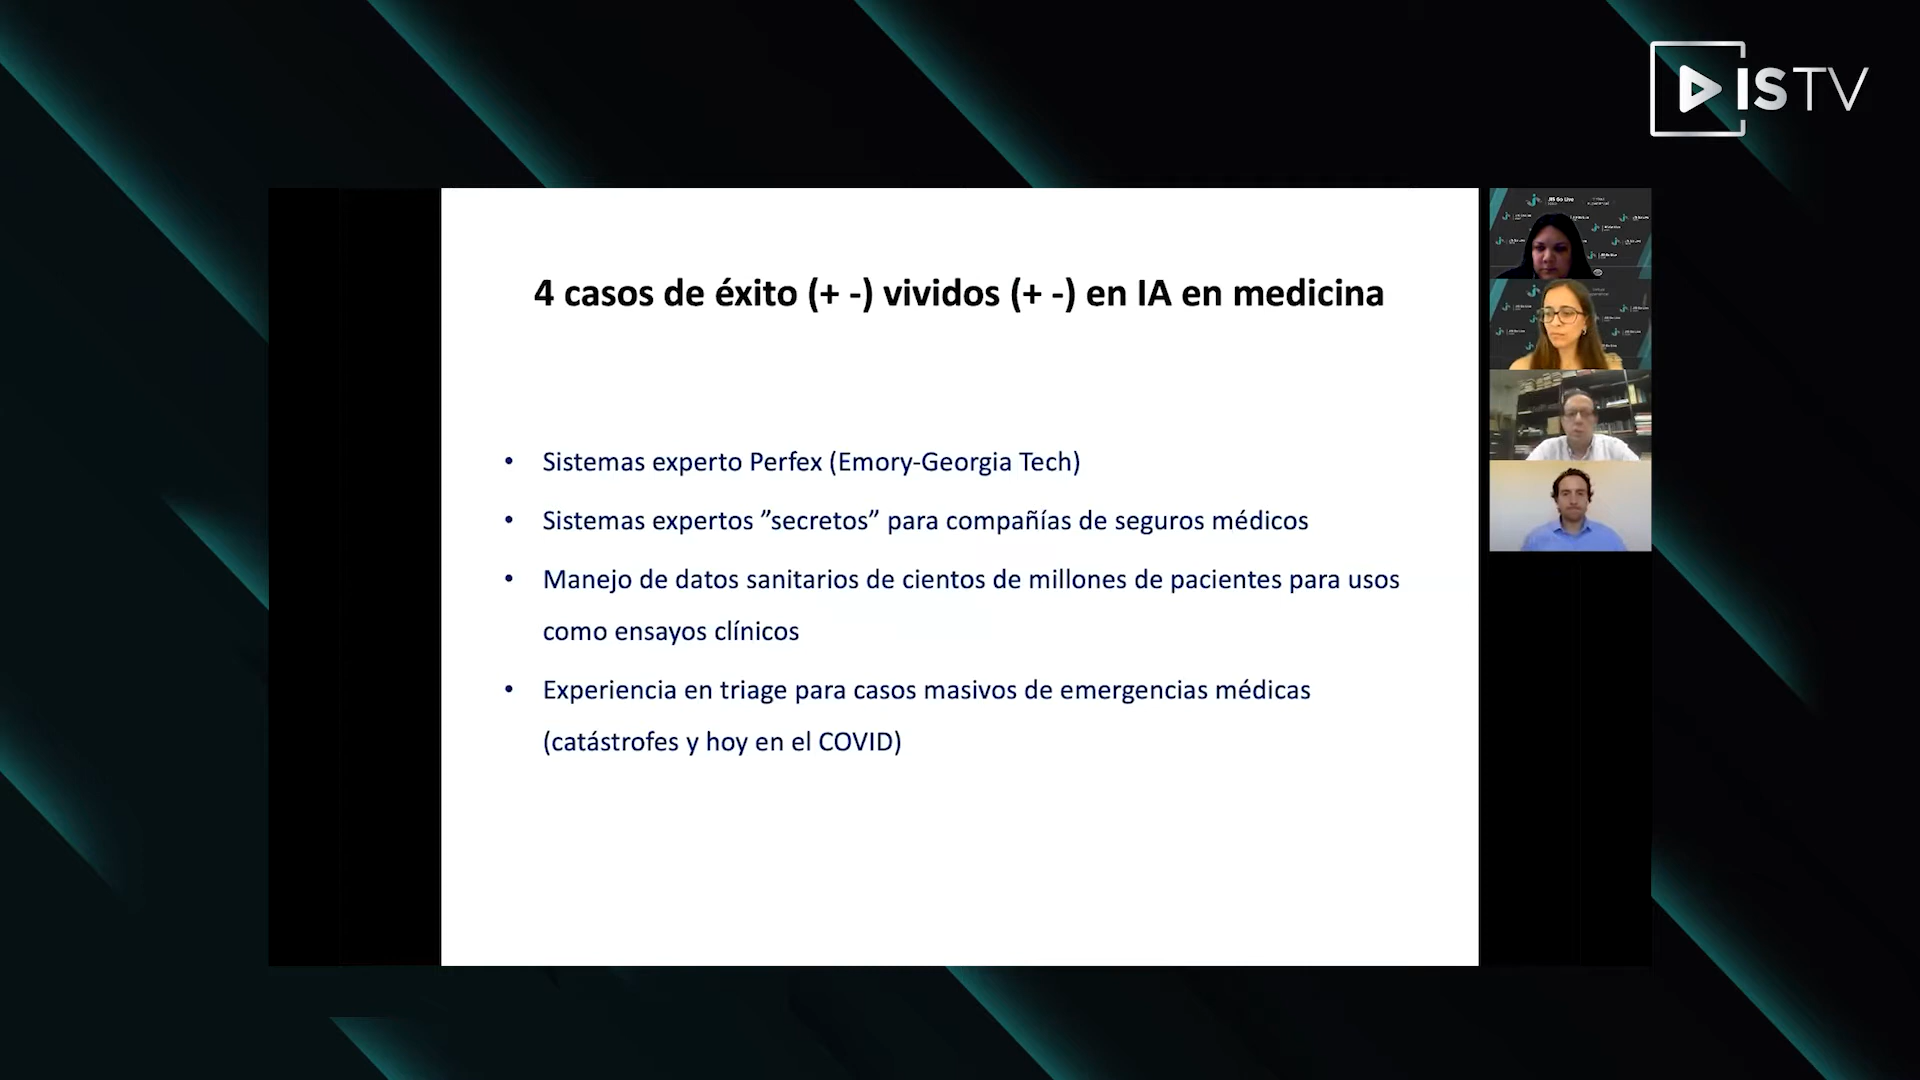 ISTV
4 casos de éxito (+ -) vividos (+ -) en IA en medicina
• Sistemas experto Perfex (Emory-Georgia Tech)
• Sistemas expertos ”secretos” para compañías de seguros médicos
• Manejo de datos sanitarios de cientos de millones de pacientes para usos
como ensayos clínicos
• Experiencia en triage para casos masivos de emergencias médicas
(catástrofes y hoy en el COVID)